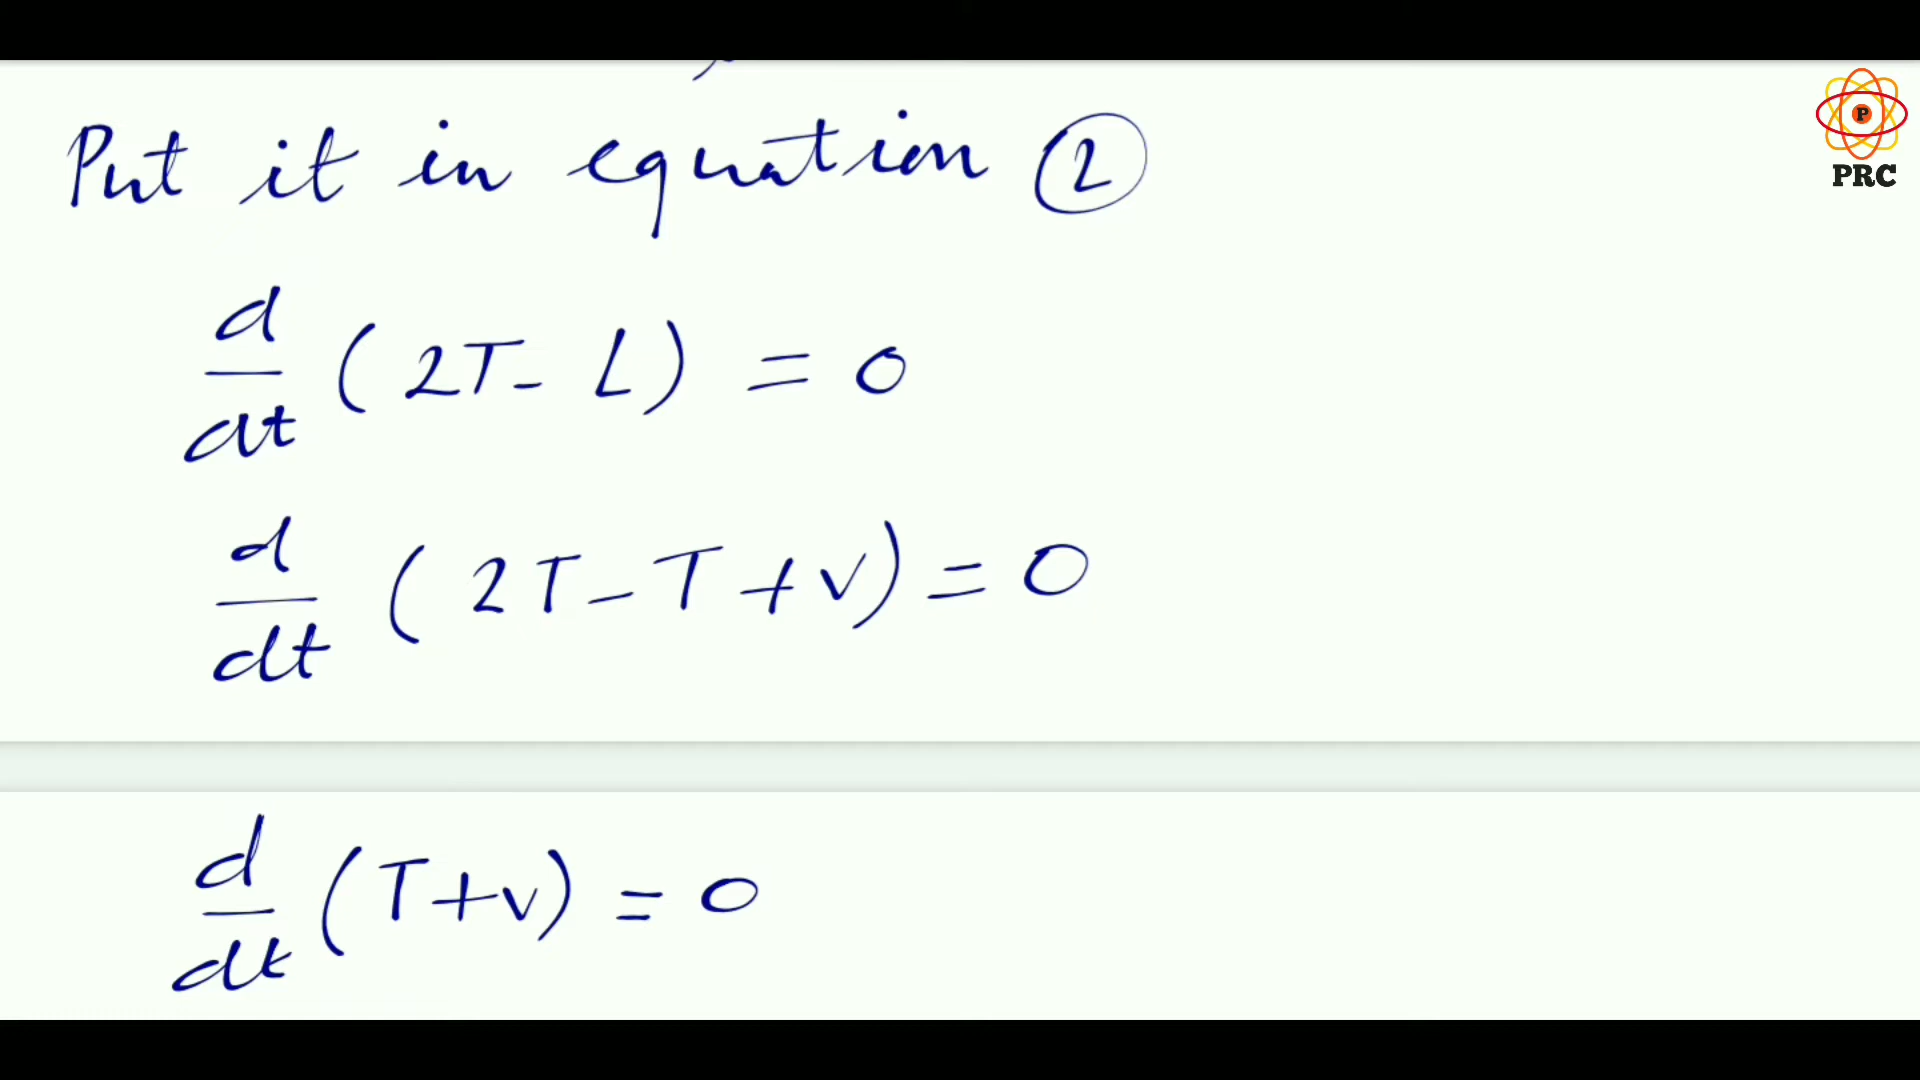 Put it in equation ②
d/dt (2T - L) = 0
d/dt (2T - T + V) = 0
d/dt (T + V) = 0
P
PRC